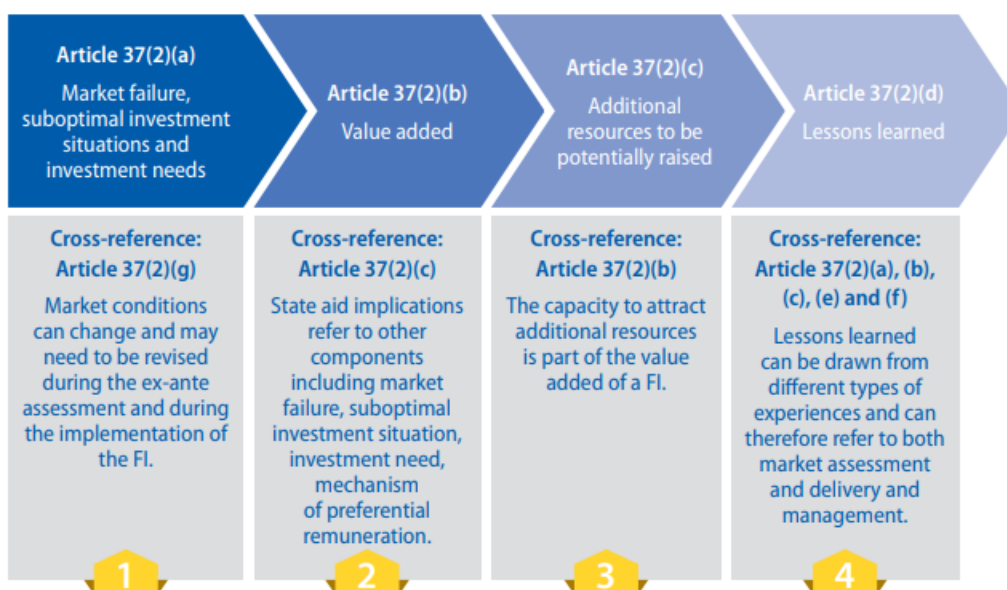 Article 37(2)(a)
Market failure,
suboptimal investment
situations and
investment needs
Article 37(2)(b)
Value added
Article 37(2)(c)
Additional
resources to be
potentially raised
Article 37(2)(d)
Lessons learned
Cross-reference:
Article 37(2)(g)
Market conditions
can change and may
need to be revised
during the ex-ante
assessment and during
the implementation of
the FI.
1
Cross-reference:
Article 37(2)(c)
State aid implications
refer to other
components
including market
failure, suboptimal
investment situation,
investment need,
mechanism
of preferential
remuneration.
2
Cross-reference:
Article 37(2)(b)
The capacity to attract
additional resources
is part of the value
added of a FI.
3
Cross-reference:
Article 37(2)(a), (b),
(c), (e) and (f)
Lessons learned
can be drawn from
different types of
experiences and can
therefore refer to both
market assessment
and delivery and
management.
4